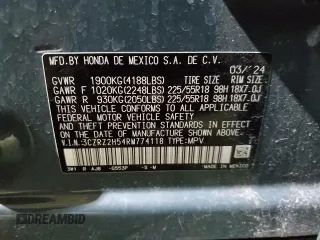 MFD.BY HONDA DE MEXICO S.A. DE C.V.
03/'24
GVWR 1900KG(4188LBS) TIRE SIZE RIM SIZE
GAWR F 1020KG(2248LBS) 225/55R18 98H 18X7.0J
GAWR R 930KG(2050LBS) 225/55R18 98H 18X7.0J
THIS VEHICLE CONFORMS TO ALL APPLICABLE
FEDERAL MOTOR VEHICLE SAFETY AND THEFT
PREVENTION STANDARDS IN EFFECT ON THE DATE
OF MANUFACTURE SHOWN ABOVE.
V.I.N:3CZRZ2H54RM774118 TYPE:MPV
MADE IN MEXICO
DREAMBID